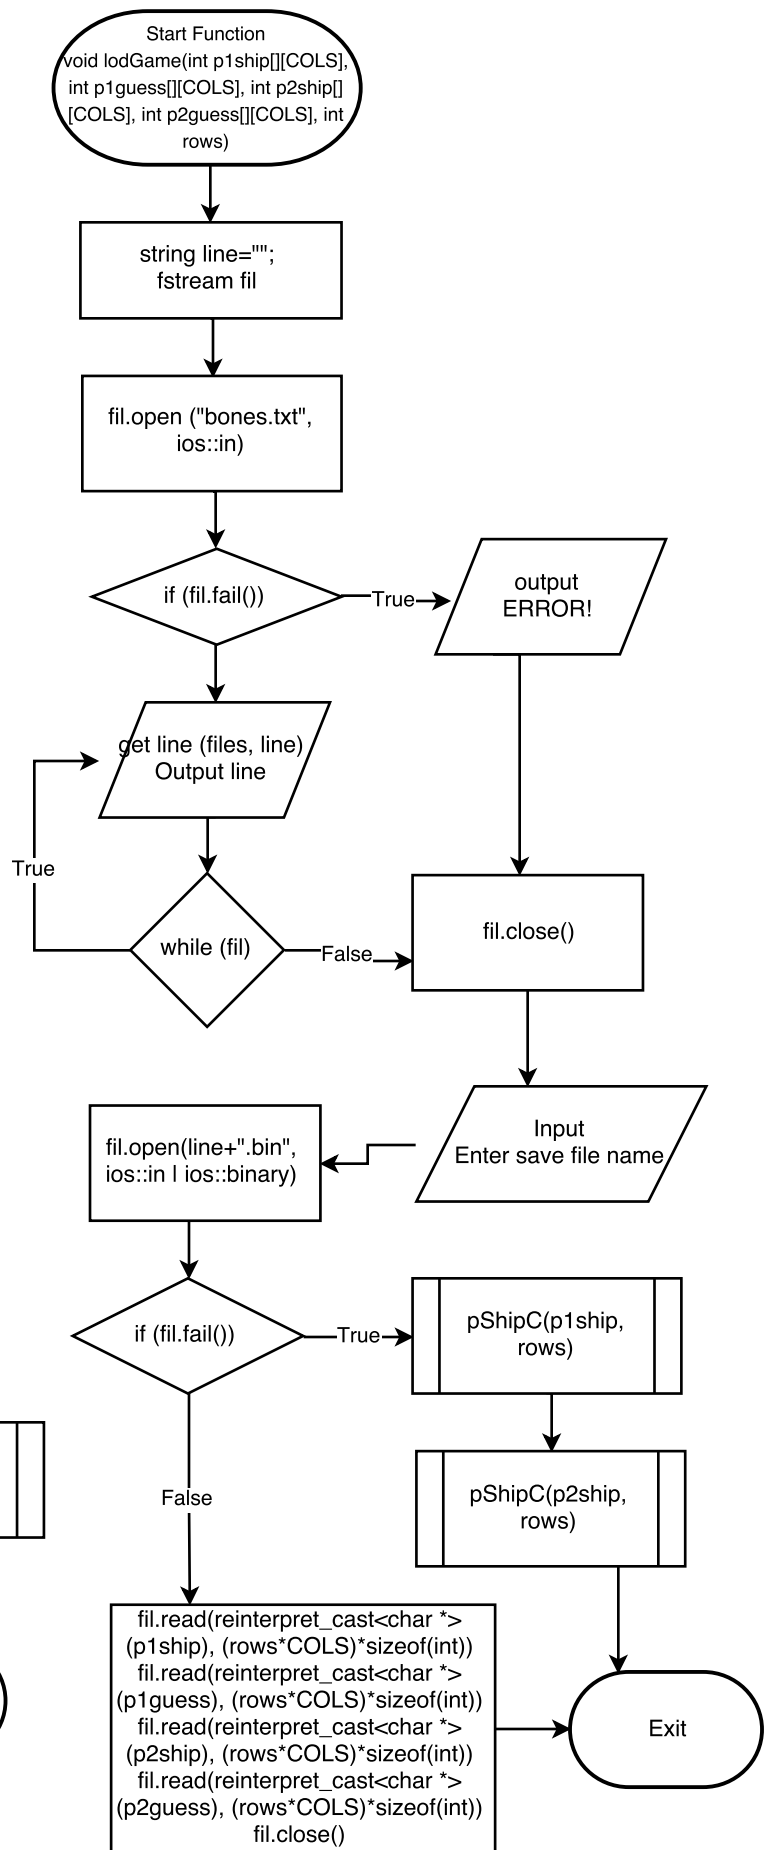 Start Function
void lodGame(int p1ship[][COLS],
int p1guess[][COLS], int p2ship[]
[COLS], int p2guess[][COLS], int
rows)
string line="";
fstream fil
fil.open ("bones.txt",
ios::in)
if (fil.fail())
True
output
ERROR!
get line (files, line)
Output line
True
while (fil)
False
fil.close()
Input
Enter save file name
fil.open(line+".bin",
ios::in | ios::binary)
if (fil.fail())
True
pShipC(p1ship,
rows)
pShipC(p2ship,
rows)
False
fil.read(reinterpret_cast<char *>
(p1ship), (rows*COLS)*sizeof(int))
fil.read(reinterpret_cast<char *>
(p1guess), (rows*COLS)*sizeof(int))
fil.read(reinterpret_cast<char *>
(p2ship), (rows*COLS)*sizeof(int))
fil.read(reinterpret_cast<char *>
(p2guess), (rows*COLS)*sizeof(int))
fil.close()
Exit